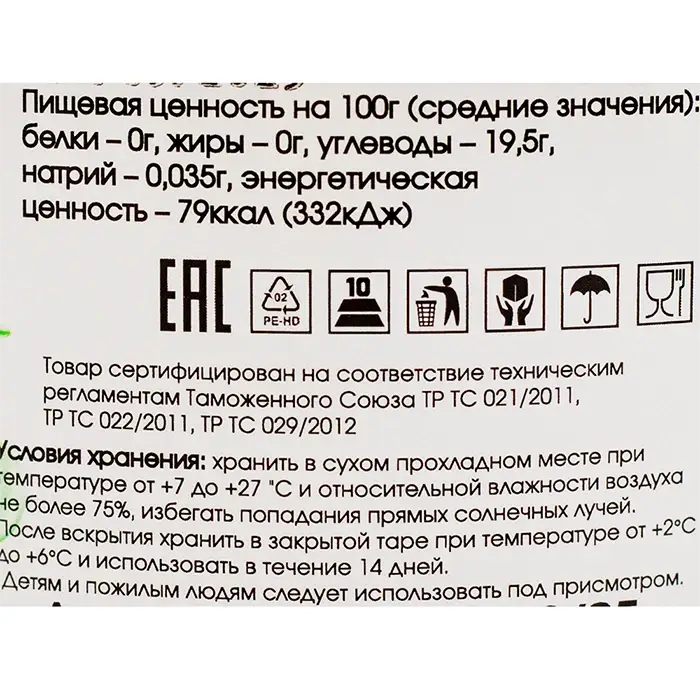 Пищевая ценность на 100г (средние значения):
белки – 0г, жиры – 0г, углеводы – 19,5г,
натрий – 0,035г, энергетическая
ценность – 79ккал (332кДж)
EAC 02 10
PE-HD
Товар сертифицирован на соответствие техническим
регламентам Таможенного Союза ТР ТС 021/2011,
ТР ТС 022/2011, ТР ТС 029/2012
Условия хранения: хранить в сухом прохладном месте при
температуре от +7 до +27 °С и относительной влажности воздуха
не более 75%, избегать попадания прямых солнечных лучей.
После вскрытия хранить в закрытой таре при температуре от +2°С
до +6°С и использовать в течение 14 дней.
Детям и пожилым людям следует использовать под присмотром.